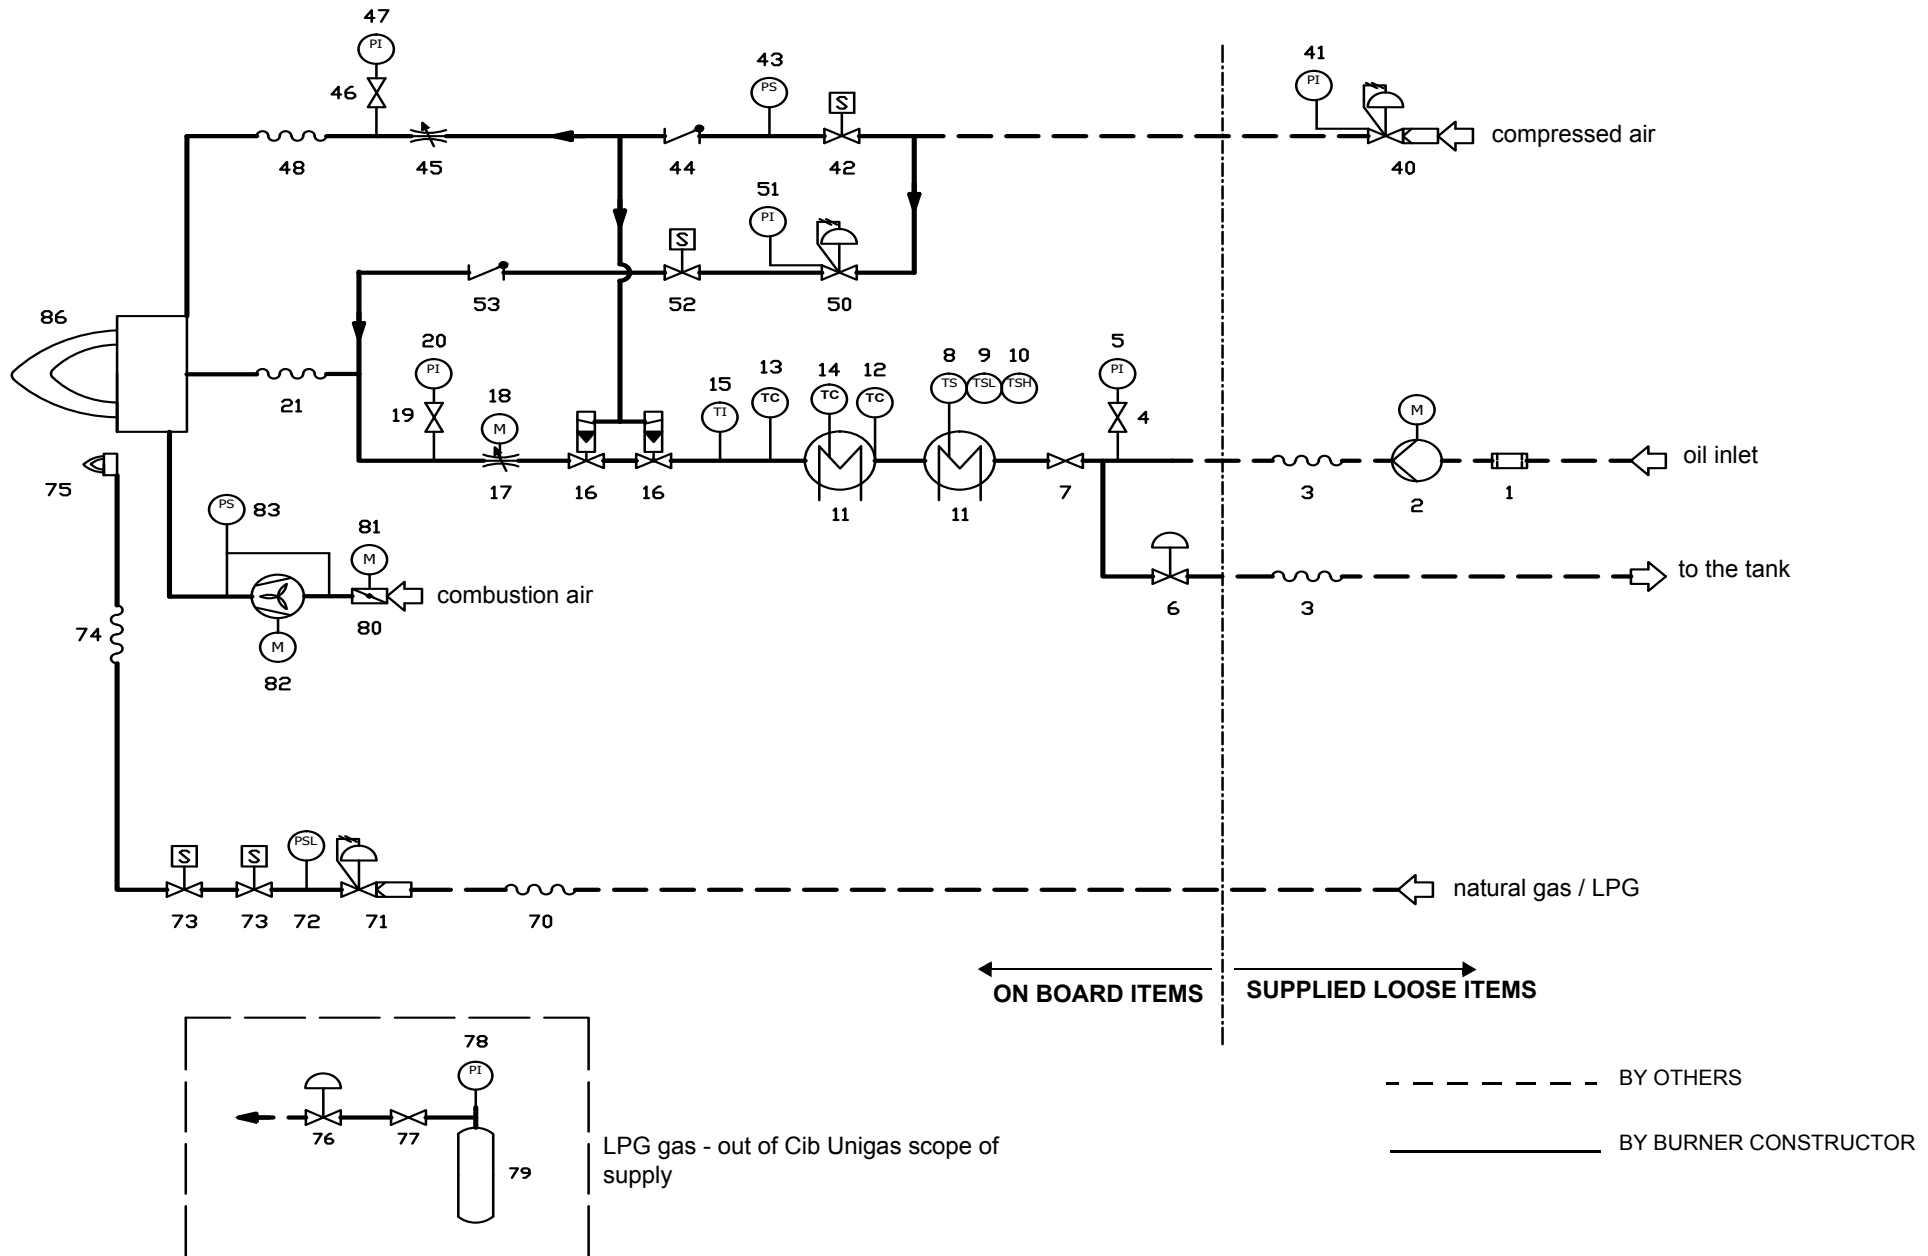 47
PI
46
48
45
44
43
PS
S
42
41
PI
40
compressed air
51
PI
S
53
52
50
86
21
20
PI
19
18
M
17
16
16
15
TI
13
TC
14
TC
12
TC
11
8
9
10
TS
TSL
TSH
11
7
5
PI
4
M
3
2
1
oil inlet
6
3
to the tank
75
PS
83
81
M
80
combustion air
M
82
74
S
S
PSL
73
73
72
71
70
natural gas / LPG
ON BOARD ITEMS
SUPPLIED LOOSE ITEMS
78
PI
76
77
79
LPG gas - out of Cib Unigas scope of
supply
BY OTHERS
BY BURNER CONSTRUCTOR